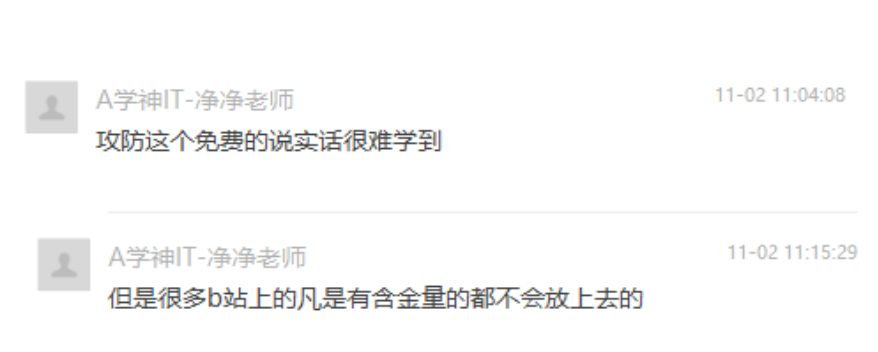 A学神IT-净净老师
11-02 11:04:08
攻防这个免费的说实话很难学到
A学神IT-净净老师
11-02 11:15:29
但是很多b站上的凡是有含金量的都不会放上去的